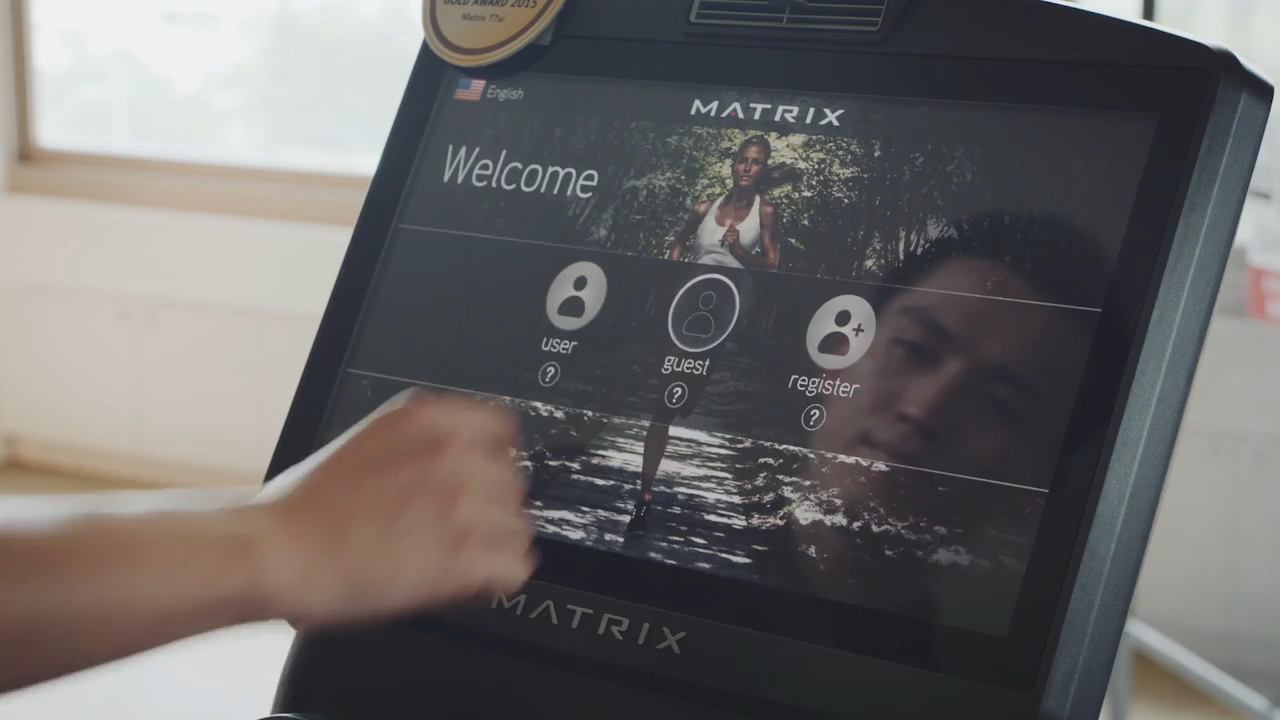 GOLD AWARD 2015
Matrix T7xi
English
MATRIX
Welcome
user
guest
register
?
?
?
MATRIX